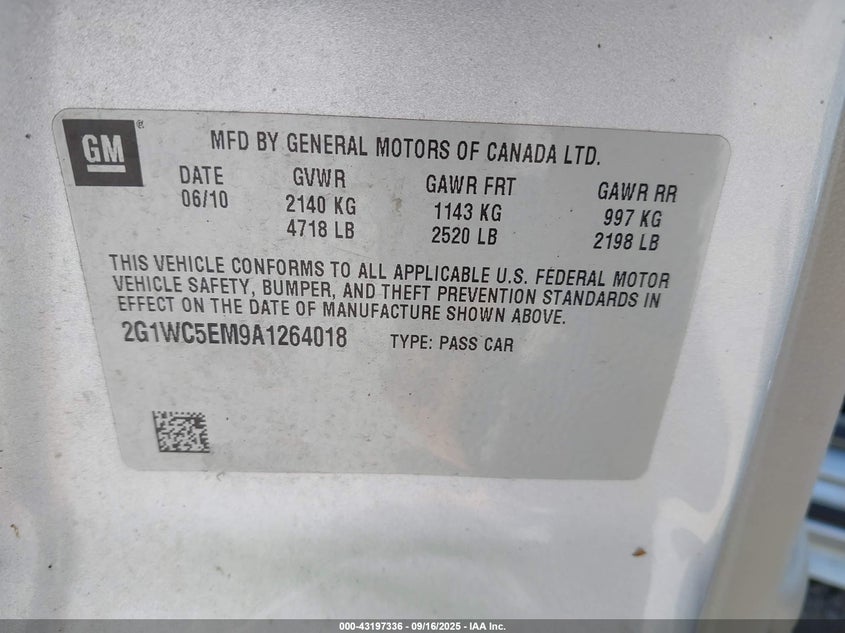 GM ®
MFD BY GENERAL MOTORS OF CANADA LTD.
DATE GVWR GAWR FRT GAWR RR
06/10 2140 KG 1143 KG 997 KG
4718 LB 2520 LB 2198 LB
THIS VEHICLE CONFORMS TO ALL APPLICABLE U.S. FEDERAL MOTOR
VEHICLE SAFETY, BUMPER, AND THEFT PREVENTION STANDARDS IN
EFFECT ON THE DATE OF MANUFACTURE SHOWN ABOVE.
2G1WC5EM9A1264018 TYPE: PASS CAR
000-43197336 - 09/16/2025 - IAA Inc.